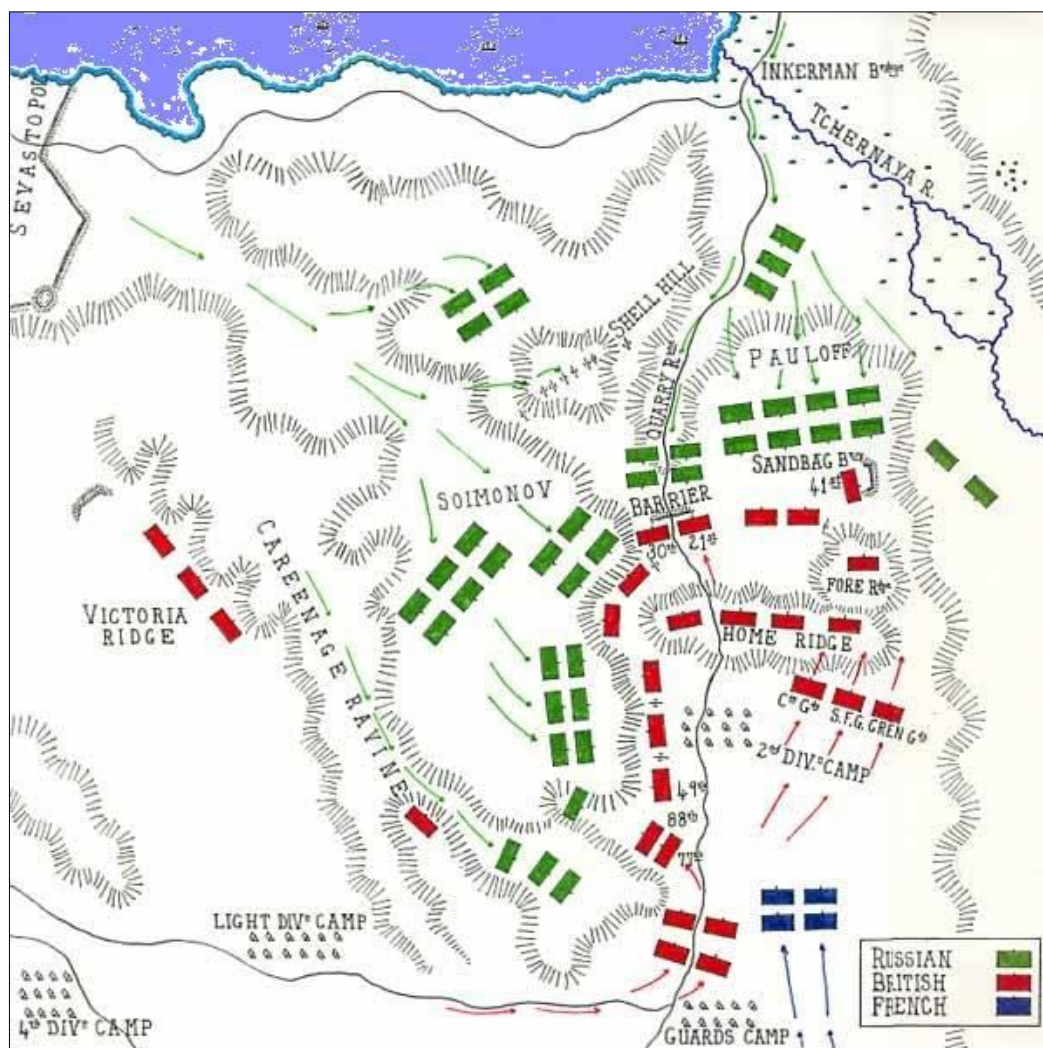 INKERMAN Bridge
TCHERNAYA R.
SEVASTOPOL
SHELL HILL
QUARRY Rne
PAULOFF
SANDBAG Bty
41st
SOIMONOV
BARRIER
30th
21st
FORE Rdge
CAREENAGE RAVINE
VICTORIA
RIDGE
HOME RIDGE
Cm Gds
S.F.G.
GREN Gds
2nd DIVn CAMP
49th
88th
77th
LIGHT DIVn CAMP
4th DIVn CAMP
GUARDS CAMP
RUSSIAN
BRITISH
FRENCH